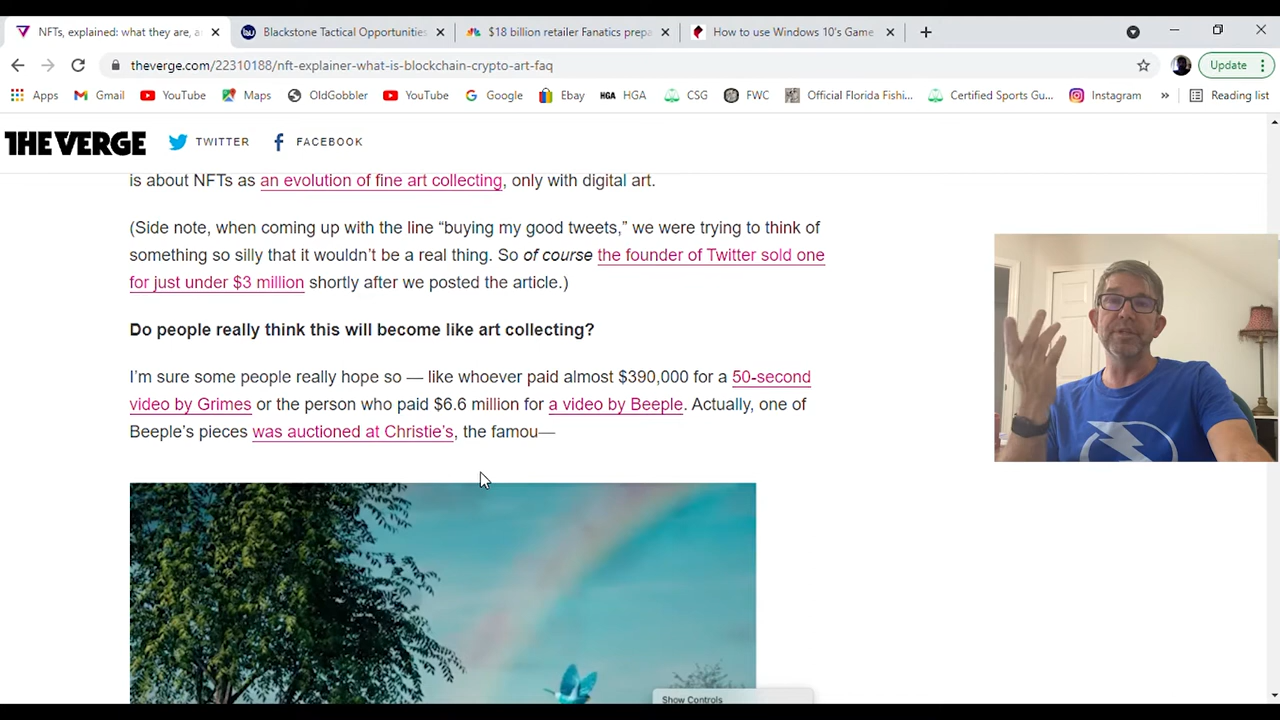 NFTs, explained: what they are, a
Blackstone Tactical Opportunities
$18 billion retailer Fanatics prepa
How to use Windows 10's Game
theverge.com/22310188/nft-explainer-what-is-blockchain-crypto-art-faq
Update
Apps
Gmail
YouTube
Maps
OldGobbler
YouTube
Google
Ebay
HGA HGA
CSG
FWC
Official Florida Fishi...
Certified Sports Gu...
Instagram
»
Reading list
THE VERGE
TWITTER
FACEBOOK
is about NFTs as an evolution of fine art collecting, only with digital art.
(Side note, when coming up with the line “buying my good tweets,” we were trying to think of
something so silly that it wouldn’t be a real thing. So of course the founder of Twitter sold one
for just under $3 million shortly after we posted the article.)
Do people really think this will become like art collecting?
I’m sure some people really hope so — like whoever paid almost $390,000 for a 50-second
video by Grimes or the person who paid $6.6 million for a video by Beeple. Actually, one of
Beeple’s pieces was auctioned at Christie’s, the famou—
Show Controls